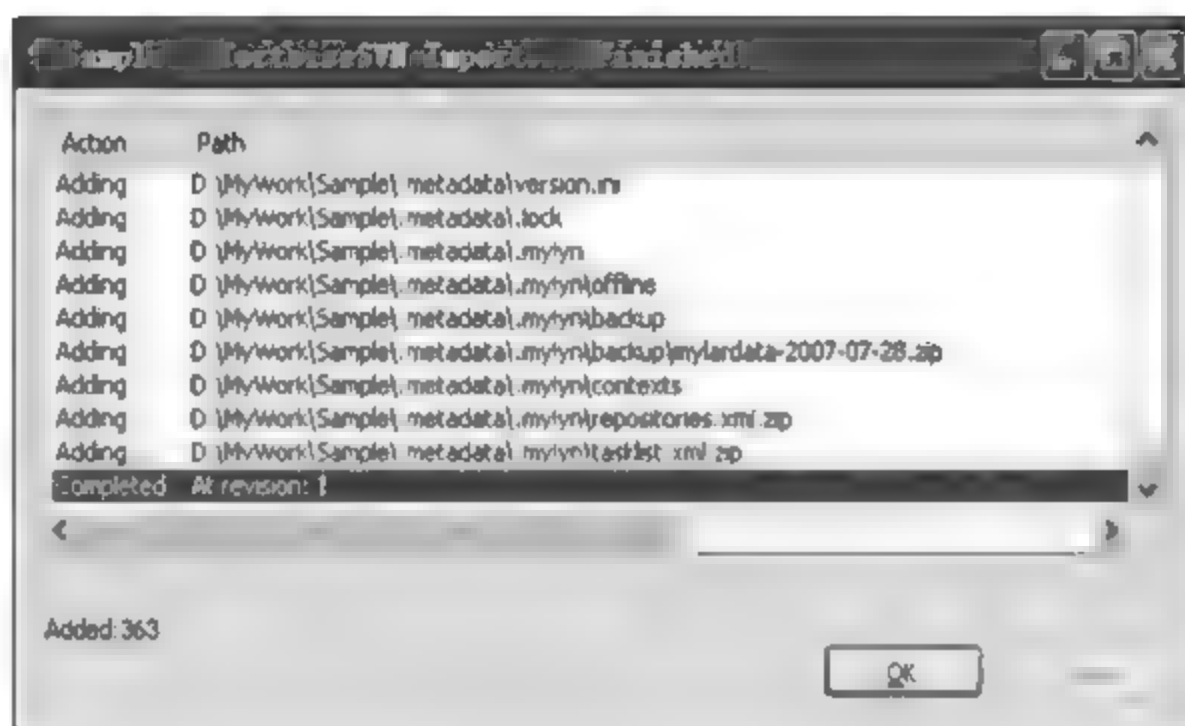 Action Path
Adding D:\MyWork\Sample\.metadata\version.ini
Adding D:\MyWork\Sample\.metadata\.lock
Adding D:\MyWork\Sample\.metadata\.mylyn
Adding D:\MyWork\Sample\.metadata\.mylyn\offline
Adding D:\MyWork\Sample\.metadata\.mylyn\backup
Adding D:\MyWork\Sample\.metadata\.mylyn\backup\mylardata-2007-07-28.zip
Adding D:\MyWork\Sample\.metadata\.mylyn\contexts
Adding D:\MyWork\Sample\.metadata\.mylyn\repositories.xml.zip
Adding D:\MyWork\Sample\.metadata\.mylyn\tasklist.xml.zip
Completed At revision: 1
Added: 363
OK